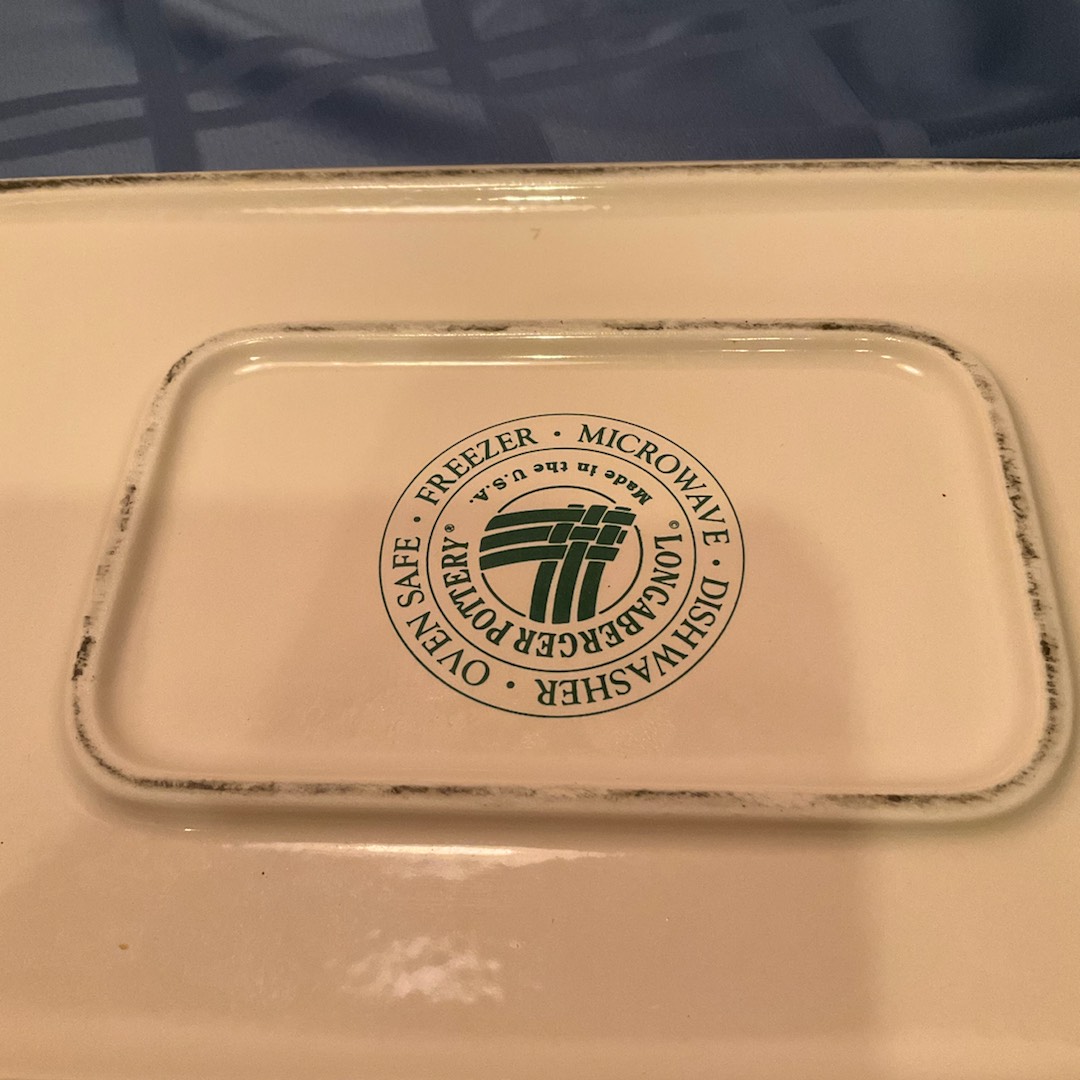 OVEN SAFE • FREEZER • MICROWAVE • DISHWASHER •
Made in the U.S.A.
© LONGABERGER POTTERY®